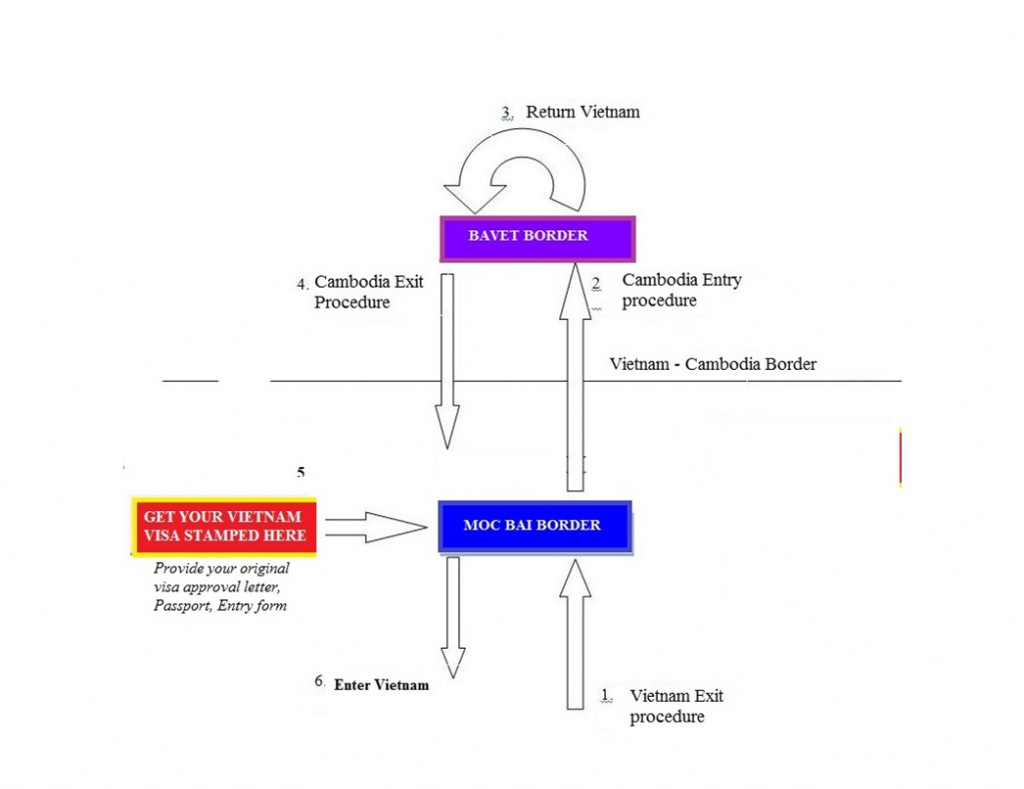 3. Return Vietnam
BAVET BORDER
4. Cambodia Exit
Procedure
2 Cambodia Entry
procedure
Vietnam - Cambodia Border
5
GET YOUR VIETNAM
VISA STAMPED HERE
MOC BAI BORDER
Provide your original
visa approval letter,
Passport, Entry form
6. Enter Vietnam
1. Vietnam Exit
procedure